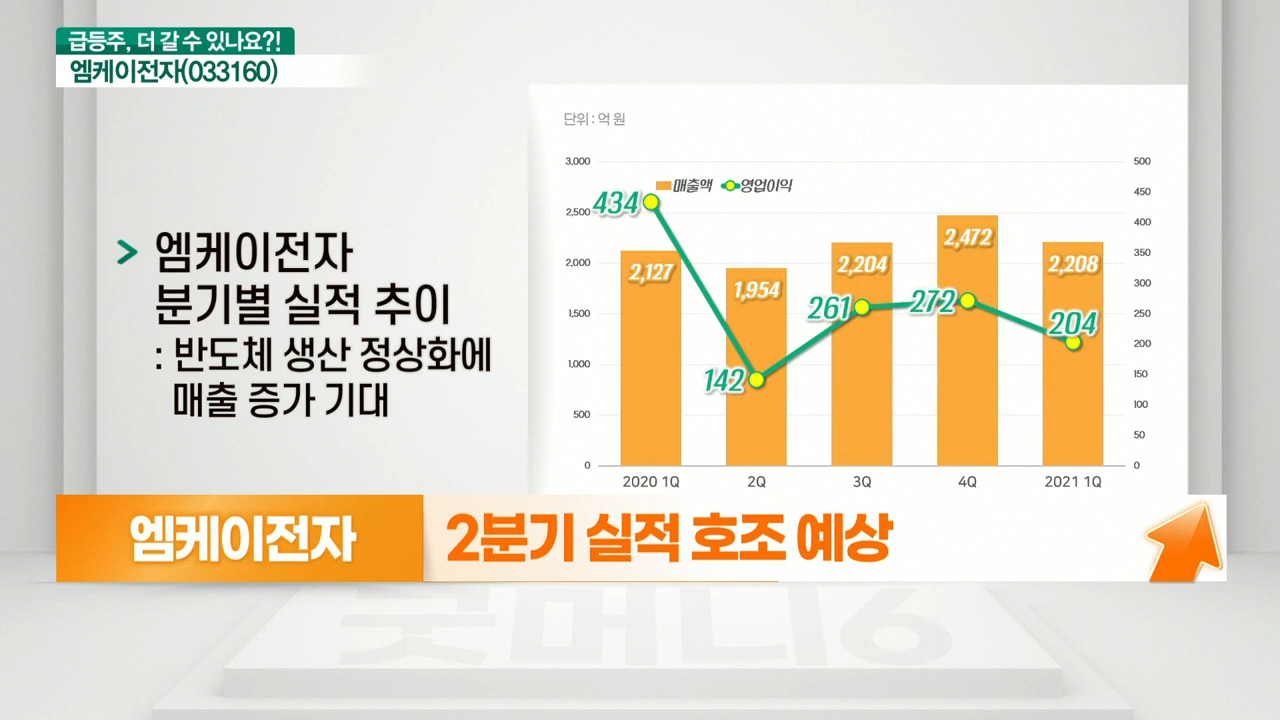 급등주, 더 갈 수 있나요?!
엠케이전자(033160)
> 엠케이전자
분기별 실적 추이
: 반도체 생산 정상화에
매출 증가 기대
단위 : 억 원
매출액 영업이익
3,000
2,500
2,000
1,500
1,000
500
0
500
450
400
350
300
250
200
150
100
50
0
434
142
261
272
204
2,127
1,954
2,204
2,472
2,208
2020 1Q 2Q 3Q 4Q 2021 1Q
엠케이전자
2분기 실적 호조 예상
굿머니6